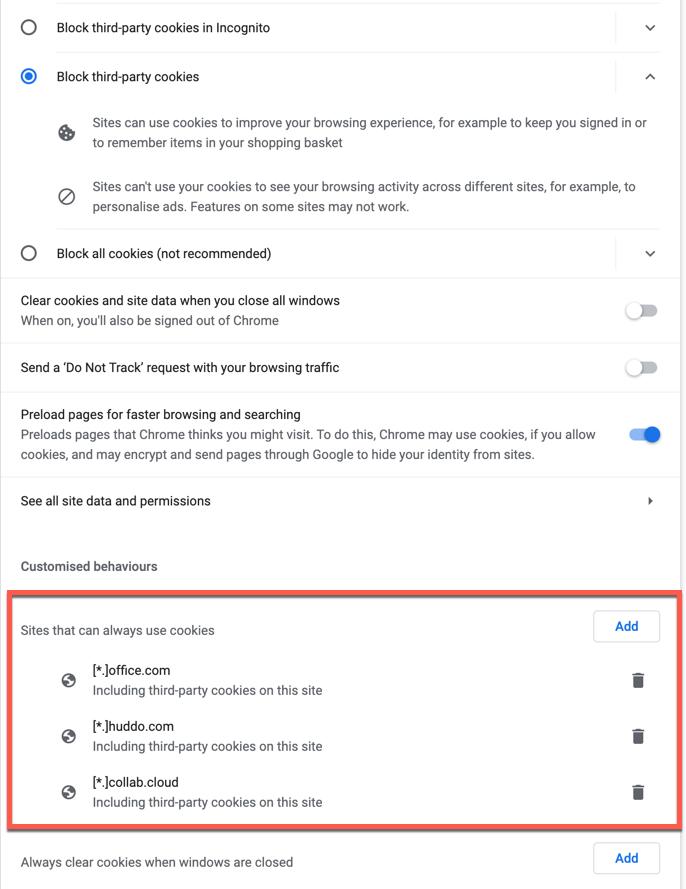 Block third-party cookies in Incognito
Block third-party cookies
Sites can use cookies to improve your browsing experience, for example to keep you signed in or
to remember items in your shopping basket
Sites can't use your cookies to see your browsing activity across different sites, for example, to
personalise ads. Features on some sites may not work.
Block all cookies (not recommended)
Clear cookies and site data when you close all windows
When on, you'll also be signed out of Chrome
Send a ‘Do Not Track’ request with your browsing traffic
Preload pages for faster browsing and searching
Preloads pages that Chrome thinks you might visit. To do this, Chrome may use cookies, if you allow
cookies, and may encrypt and send pages through Google to hide your identity from sites.
See all site data and permissions
Customised behaviours
Sites that can always use cookies
Add
[*.]office.com
Including third-party cookies on this site
[*.]huddo.com
Including third-party cookies on this site
[*.]collab.cloud
Including third-party cookies on this site
Always clear cookies when windows are closed
Add